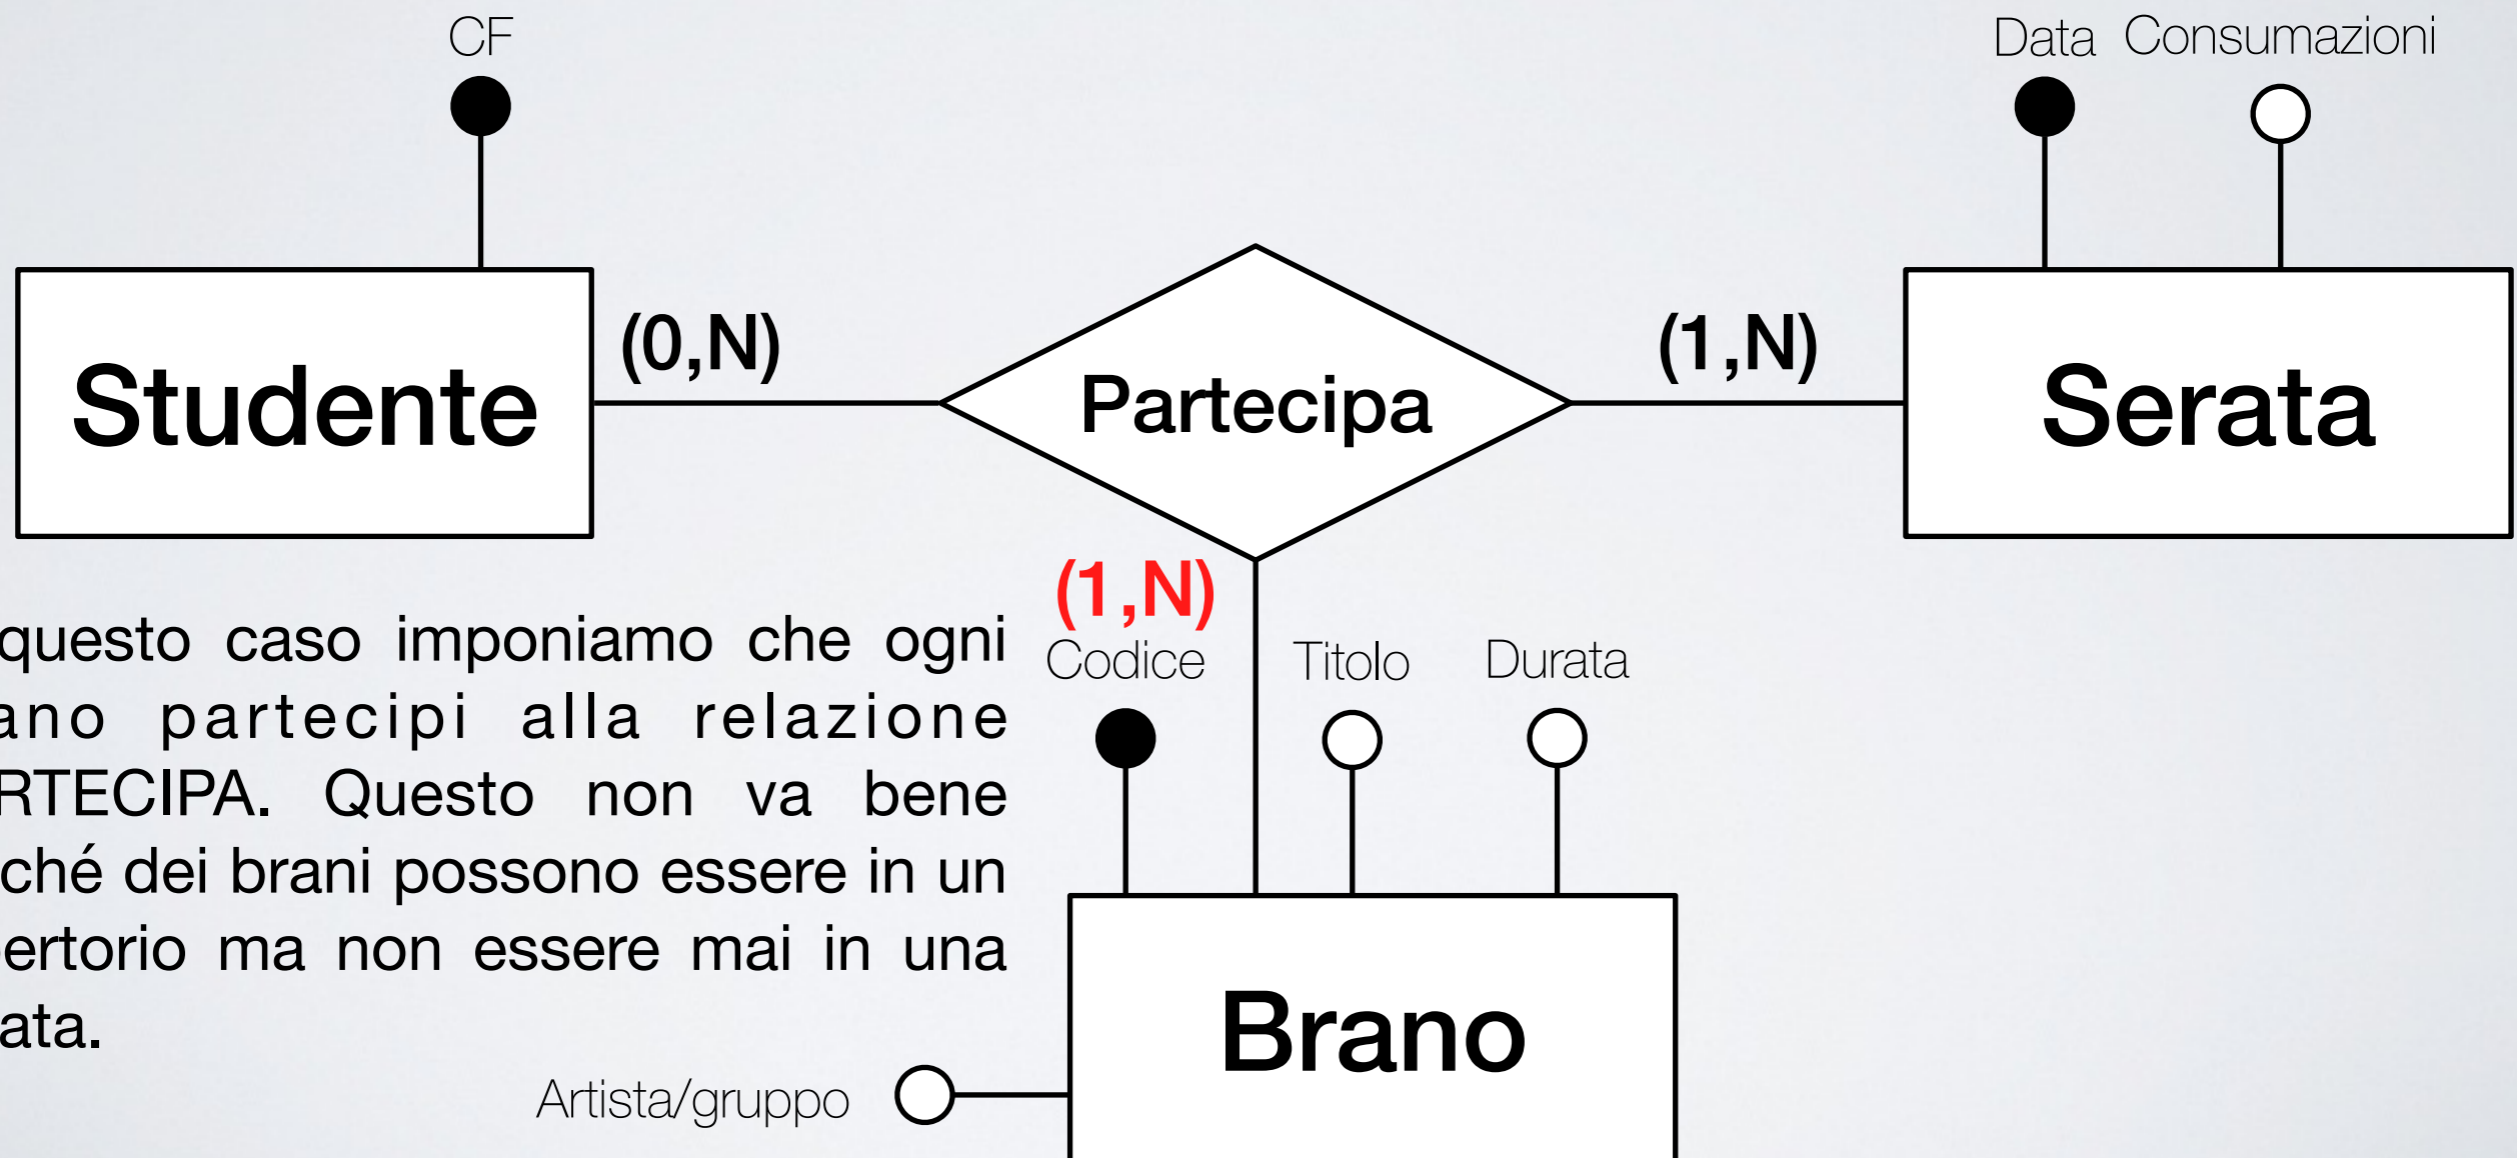 CF
Data Consumazioni
(0,N)
(1,N)
Studente
Partecipa
Serata
(1,N)
questo caso imponiamo che ogni
ano partecipi alla relazione
RTECIPA. Questo non va bene
ché dei brani possono essere in un
ertorio ma non essere mai in una
ata.
Codice
Titolo
Durata
Brano
Artista/gruppo